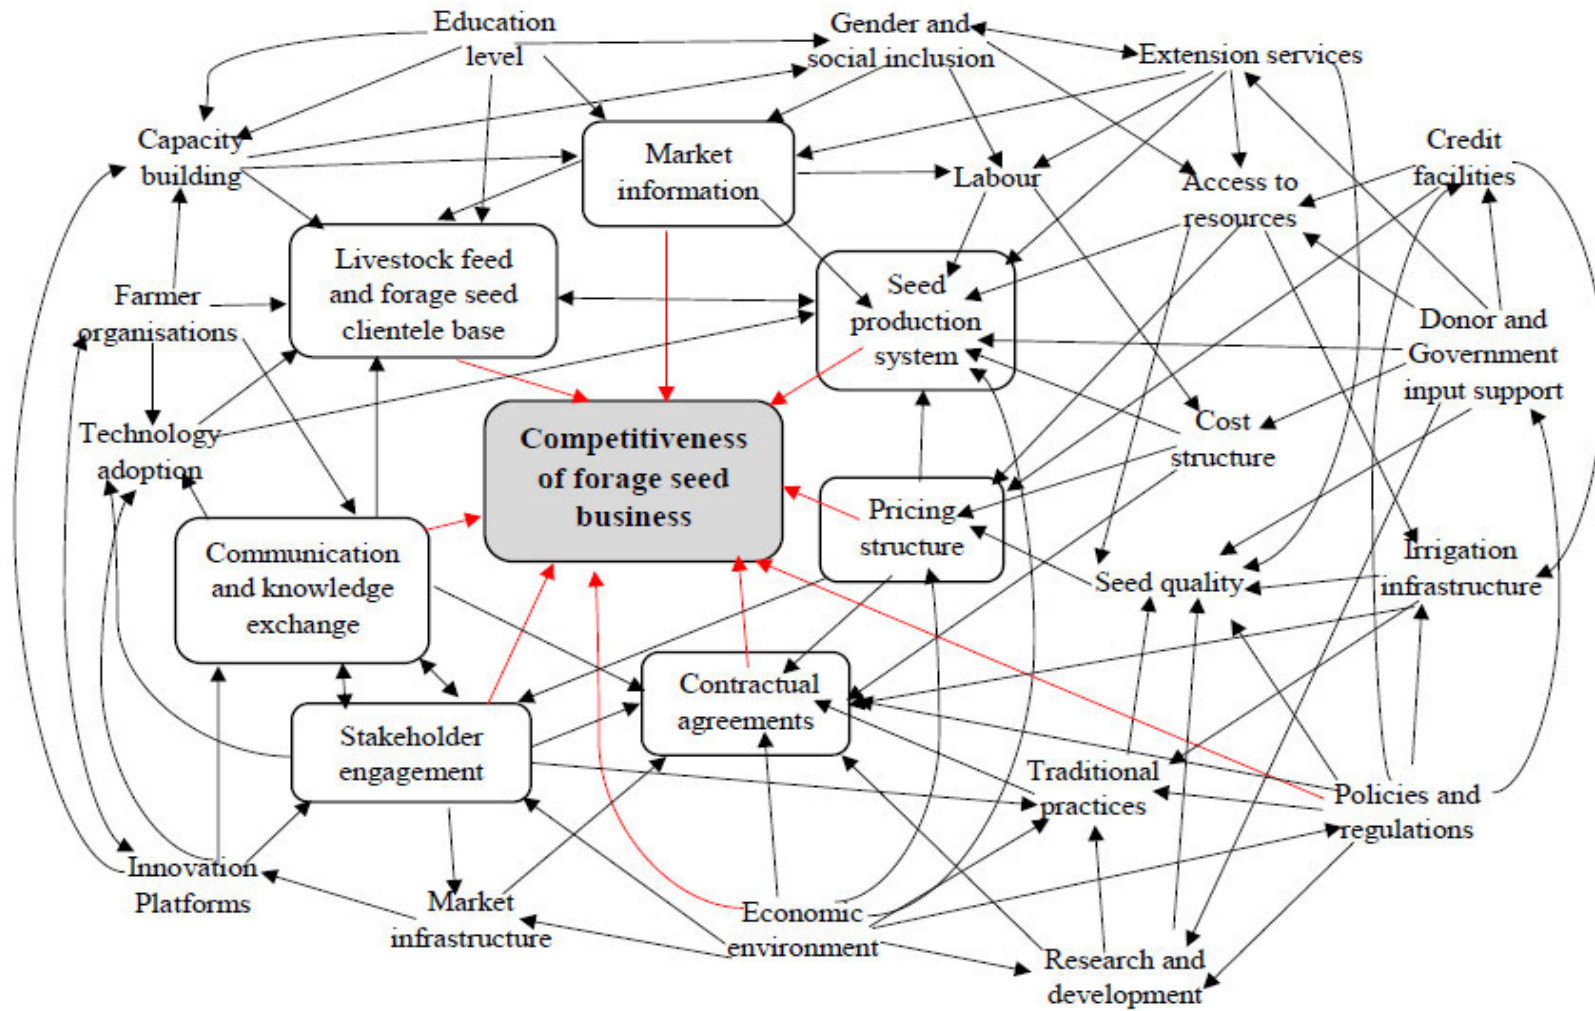 Education
level
Gender and
social inclusion
Extension services
Capacity
building
Market
information
Labour
Access to
resources
Credit
facilities
Livestock feed
and forage seed
clientele base
Farmer
organisations
Seed
production
system
Donor and
Government
input support
Technology
adoption
Competitiveness
of forage seed
business
Cost
structure
Pricing
structure
Communication
and knowledge
exchange
Seed quality
Irrigation
infrastructure
Contractual
agreements
Stakeholder
engagement
Traditional
practices
Policies and
regulations
Innovation
Platforms
Market
infrastructure
Economic
environment
Research and
development